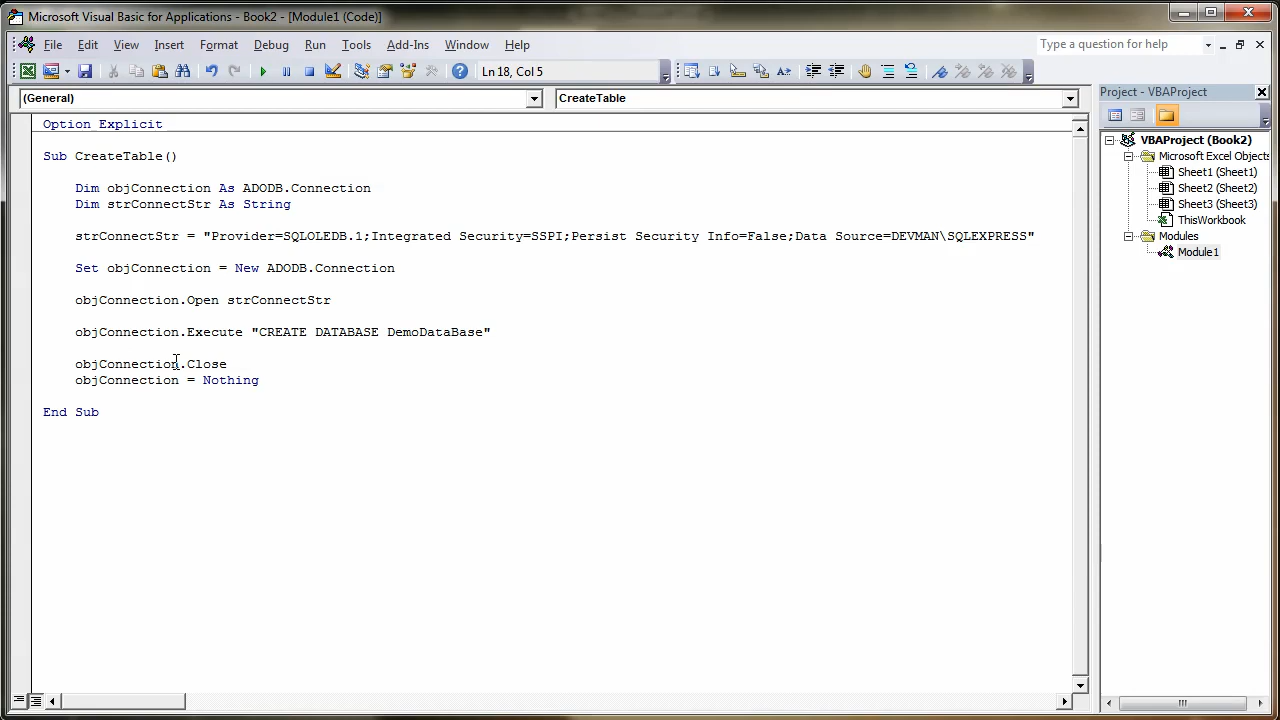 Microsoft Visual Basic for Applications - Book2 - [Module1 (Code)]
File Edit View Insert Format Debug Run Tools Add-Ins Window Help
Type a question for help
Ln 18, Col 5
(General)
CreateTable
Option Explicit
Sub CreateTable()
Dim objConnection As ADODB.Connection
Dim strConnectStr As String
strConnectStr = "Provider=SQLOLEDB.1;Integrated Security=SSPI;Persist Security Info=False;Data Source=DEVMAN\SQLEXPRESS"
Set objConnection = New ADODB.Connection
objConnection.Open strConnectStr
objConnection.Execute "CREATE DATABASE DemoDataBase"
objConnection.Close
objConnection = Nothing
End Sub
Project - VBAProject
VBAProject (Book2)
Microsoft Excel Objects
Sheet1 (Sheet1)
Sheet2 (Sheet2)
Sheet3 (Sheet3)
ThisWorkbook
Modules
Module1